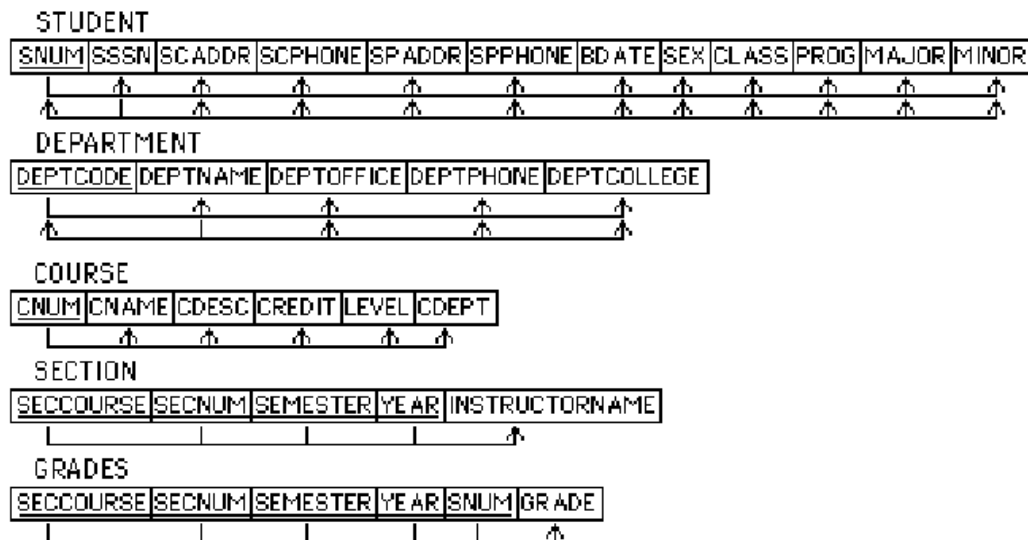 STUDENT
SNUM SSSN SCADDR SCPHONE SPADDR SPPHONE BDATE SEX CLASS PROG MAJOR MINOR
DEPARTMENT
DEPTCODE DEPTNAME DEPTOFFICE DEPTPHONE DEPTCOLLEGE
COURSE
CNUM CNAME CDESC CREDIT LEVEL CDEPT
SECTION
SECCOURSE SECNUM SEMESTER YEAR INSTRUCTORNAME
GRADES
SECCOURSE SECNUM SEMESTER YEAR SNUM GRADE